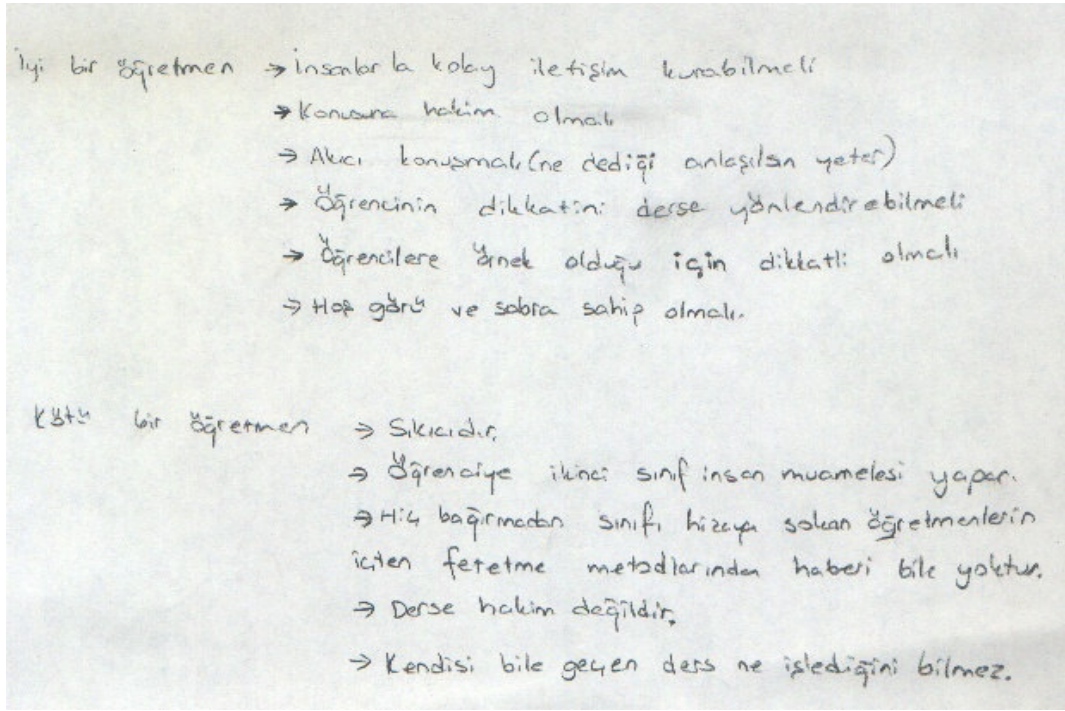 İyi bir öğretmen → insanlarla kolay iletişim kurabilmeli
→ Konusuna hakim olmalı
→ Akıcı konuşmalı (ne dediği anlaşılsın yeter)
→ Öğrencinin dikkatini derse yönlendirebilmeli
→ Öğrencilere örnek olduğu için dikkatli olmalı
→ Hoş görü ve sabra sahip olmalı.
Kötü bir öğretmen → Sıkıcıdır.
→ Öğrenciye ikinci sınıf insan muamelesi yapar.
→ Hiç bağırmadan sınıfı hizaya sokan öğretmenlerin
içten fetetme metodlarından haberi bile yoktur.
→ Derse hakim değildir.
→ Kendisi bile geçen ders ne işlediğini bilmez.